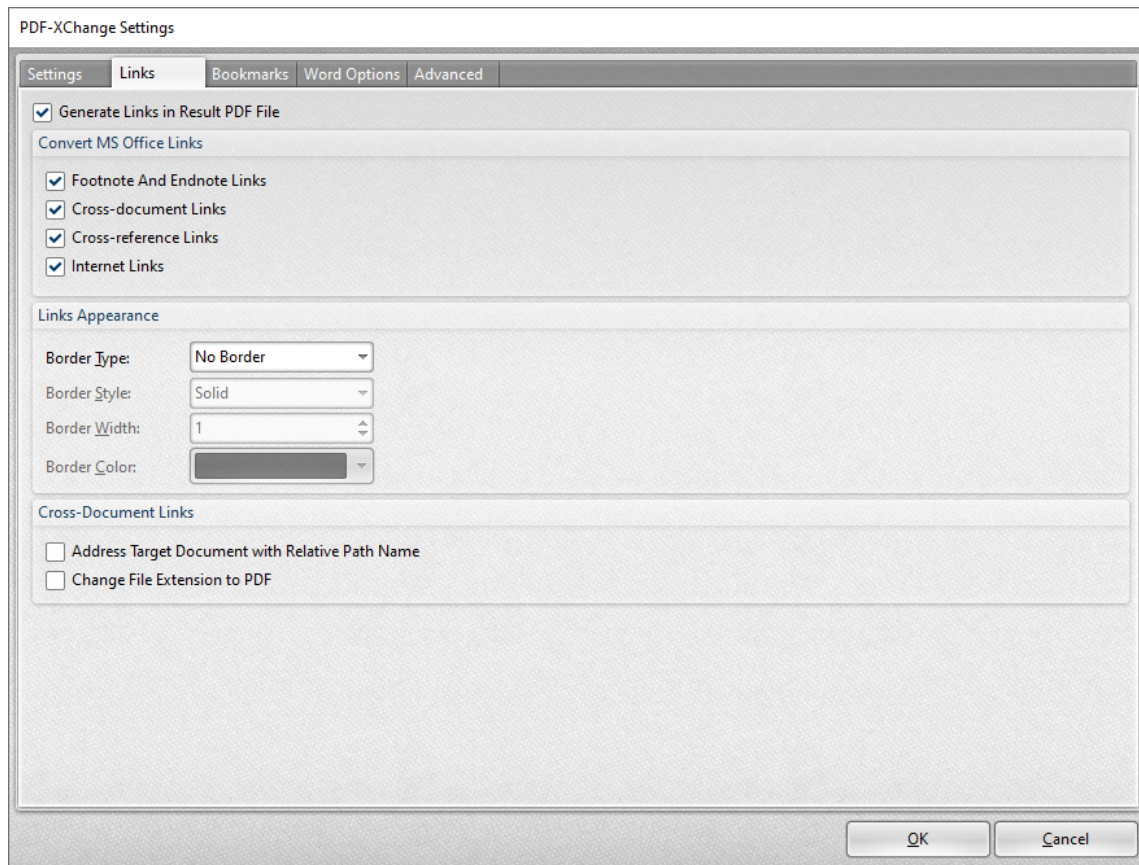 PDF-XChange Settings
Settings Links Bookmarks Word Options Advanced
Generate Links in Result PDF File
Convert MS Office Links
Footnote And Endnote Links
Cross-document Links
Cross-reference Links
Internet Links
Links Appearance
Border Type: No Border
Border Style: Solid
Border Width: 1
Border Color:
Cross-Document Links
Address Target Document with Relative Path Name
Change File Extension to PDF
OK Cancel